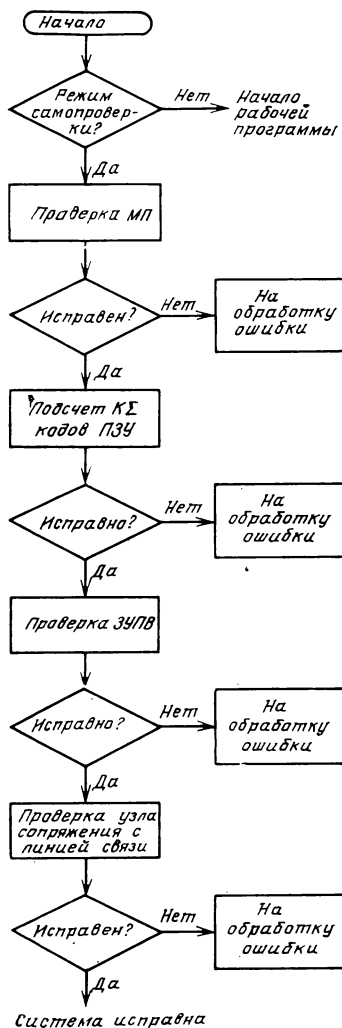 Начало
Режим
самопровер-
ки?
Нет
Начало
рабочей
программы
Да
Праверка МП
Исправен?
Нет
На
обработку
ошибки
Да
Подсчет КΣ
кодов ПЗУ
Исправно?
Нет
На
обработку
ошибки
Да
Проверка ЗУПВ
Исправно?
Нет
На
обработку
ошибки
Да
Проверка узла
сопряжения с
линией связи
Исправен?
Нет
На
обработку
ошибки
Да
Система исправна